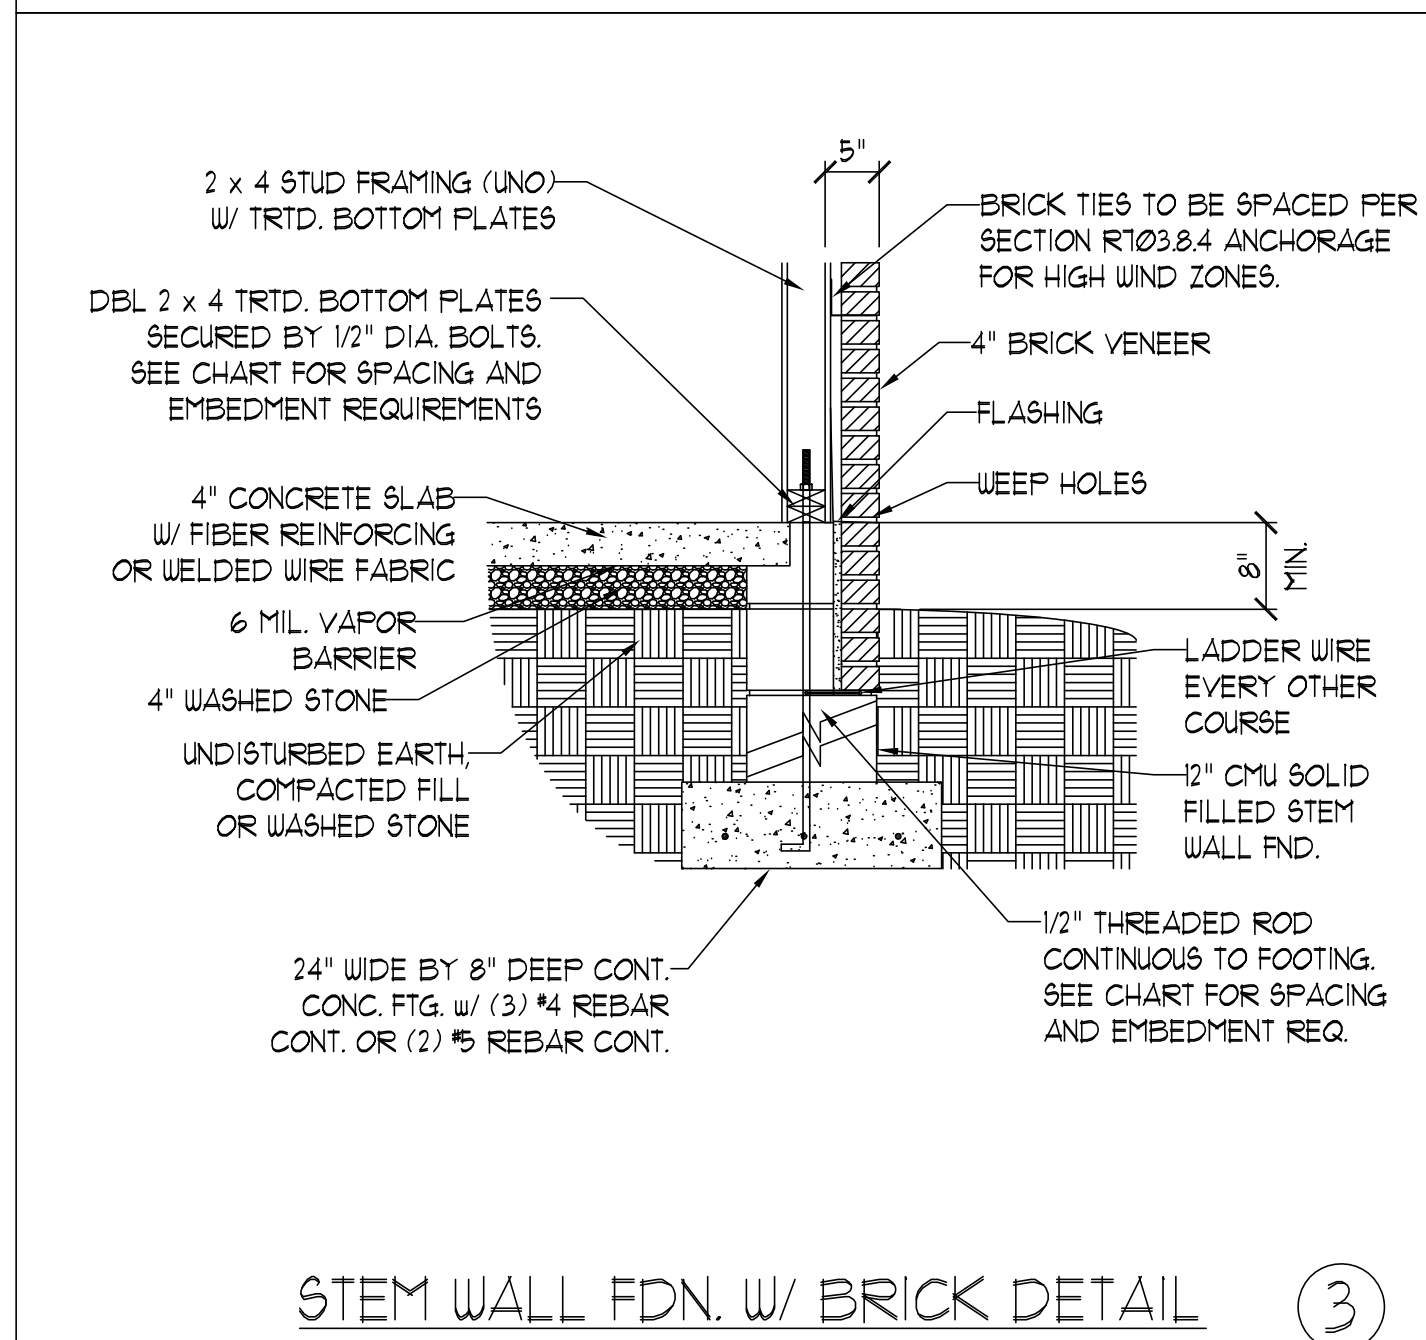 5"
2 x 4 STUD FRAMING (UNO)
W/ TRTD. BOTTOM PLATES
BRICK TIES TO BE SPACED PER
SECTION R703.8.4 ANCHORAGE
FOR HIGH WIND ZONES.
DBL 2 x 4 TRTD. BOTTOM PLATES
SECURED BY 1/2" DIA. BOLTS.
SEE CHART FOR SPACING AND
EMBEDMENT REQUIREMENTS
4" BRICK VENEER
FLASHING
WEEP HOLES
4" CONCRETE SLAB
W/ FIBER REINFORCING
OR WELDED WIRE FABRIC
8"
MIN.
6 MIL. VAPOR
BARRIER
4" WASHED STONE
LADDER WIRE
EVERY OTHER
COURSE
UNDISTURBED EARTH,
COMPACTED FILL
OR WASHED STONE
12" CMU SOLID
FILLED STEM
WALL FND.
1/2" THREADED ROD
CONTINUOUS TO FOOTING.
SEE CHART FOR SPACING
AND EMBEDMENT REQ.
24" WIDE BY 8" DEEP CONT.
CONC. FTG. w/ (3) #4 REBAR
CONT. OR (2) #5 REBAR CONT.
STEM WALL FDN. W/ BRICK DETAIL
3